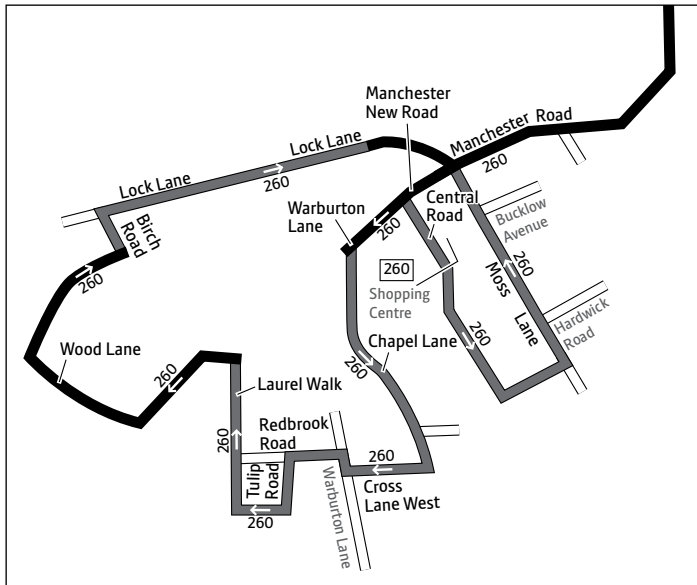 Manchester
New Road
Manchester Road
260
Lock Lane
Lock Lane
260
Central
Road
Warburton
Lane
260
Bucklow
Avenue
Birch
Road
260
260
Shopping
Centre
260
Moss
Lane
Hardwick
Road
260
Wood Lane
260
260
Chapel Lane
Laurel Walk
Redbrook
Road
260
Tulip
Road
260
Cross
Lane West
Warburton Lane
260